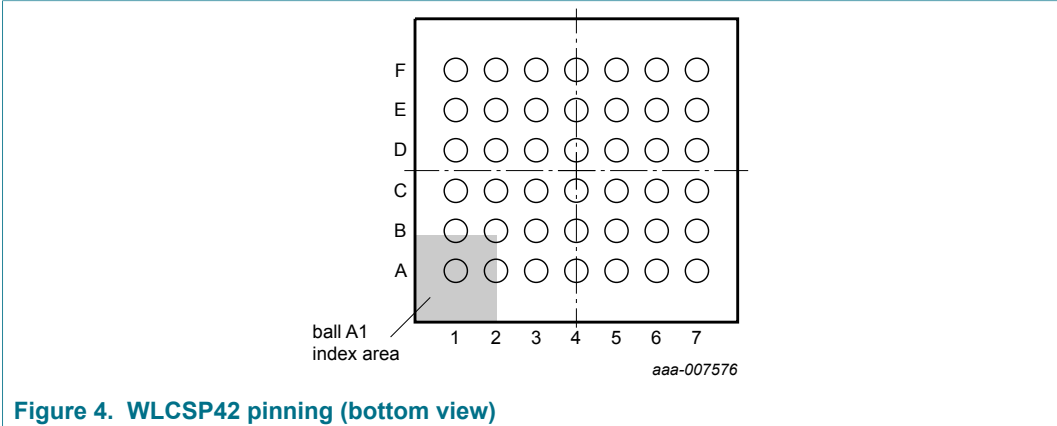 F
E
D
C
B
A
ball A1
index area
1 2 3 4 5 6 7
aaa-007576
Figure 4. WLCSP42 pinning (bottom view)